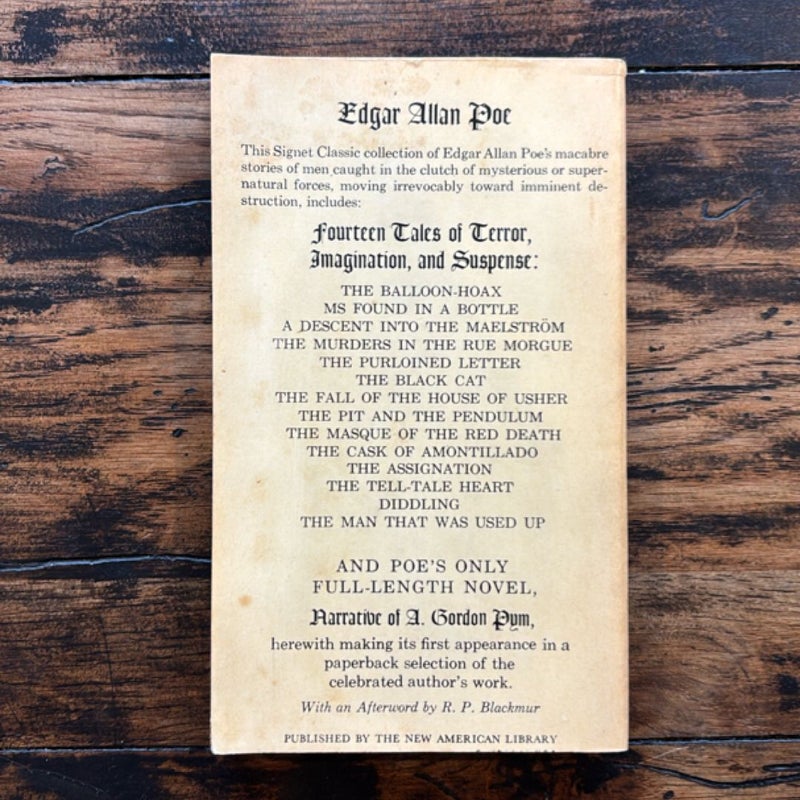 Edgar Allan Poe
This Signet Classic collection of Edgar Allan Poe's macabre
stories of men caught in the clutch of mysterious or super-
natural forces, moving irrevocably toward imminent de-
struction, includes:
Fourteen Tales of Terror,
Imagination, and Suspense:
THE BALLOON-HOAX
MS FOUND IN A BOTTLE
A DESCENT INTO THE MAELSTRÖM
THE MURDERS IN THE RUE MORGUE
THE PURLOINED LETTER
THE BLACK CAT
THE FALL OF THE HOUSE OF USHER
THE PIT AND THE PENDULUM
THE MASQUE OF THE RED DEATH
THE CASK OF AMONTILLADO
THE ASSIGNATION
THE TELL-TALE HEART
DIDDLING
THE MAN THAT WAS USED UP
AND POE'S ONLY
FULL-LENGTH NOVEL,
Narrative of A. Gordon Pym,
herewith making its first appearance in a
paperback selection of the
celebrated author's work.
With an Afterword by R. P. Blackmur
PUBLISHED BY THE NEW AMERICAN LIBRARY